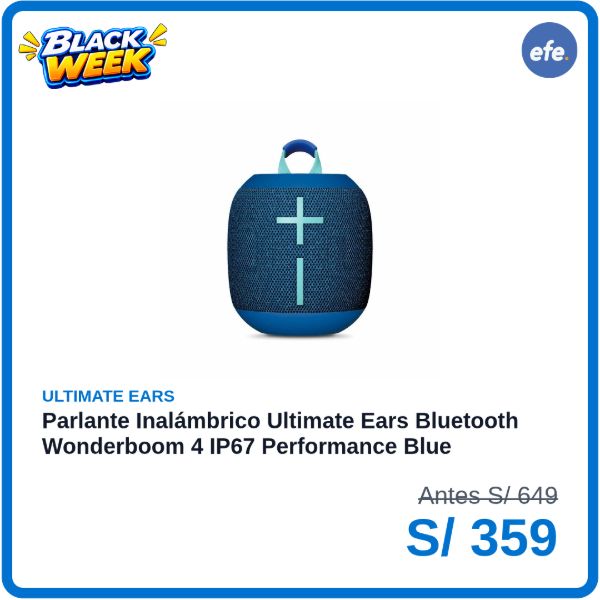 BLACK
WEEK
efe.
ULTIMATE EARS
Parlante Inalámbrico Ultimate Ears Bluetooth
Wonderboom 4 IP67 Performance Blue
Antes S/ 649
S/ 359